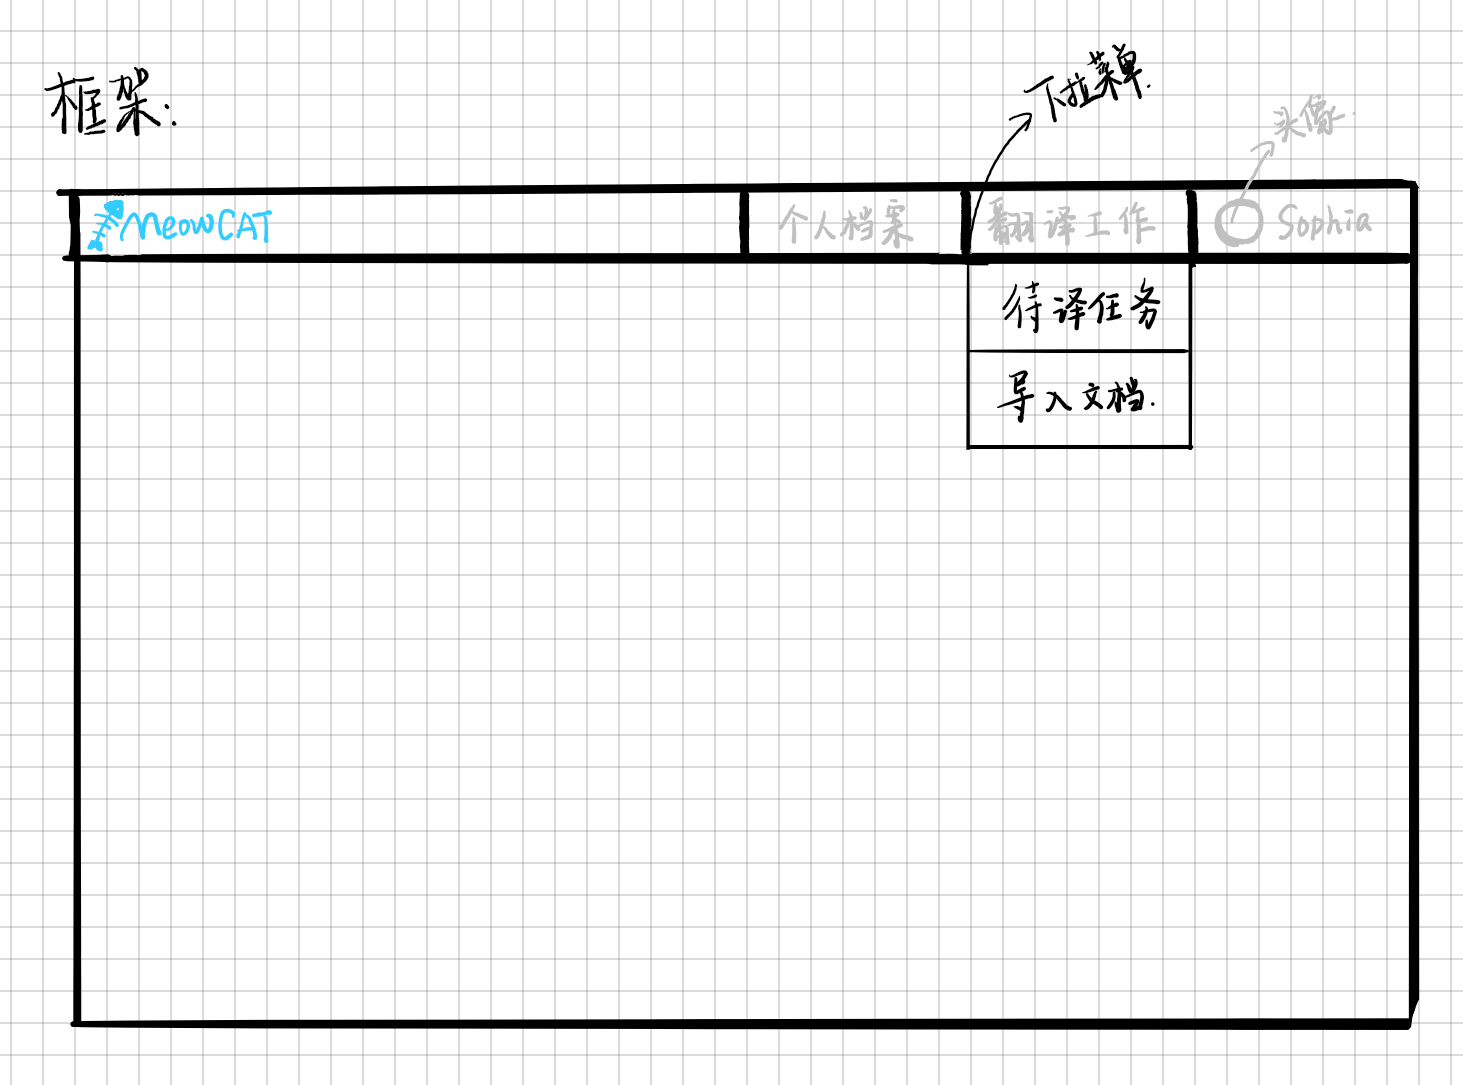 框架:
下拉菜单.
头像.
MeowCAT
个人档案
翻译工作
Sophia
待译任务
导入文档.